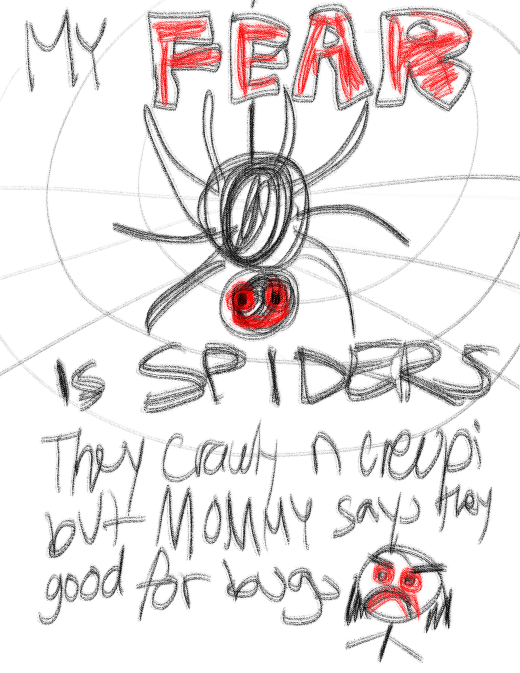 MY FEAR
is SPIDERS
They crawly n creepi
but MOMMY says they
good for bugs